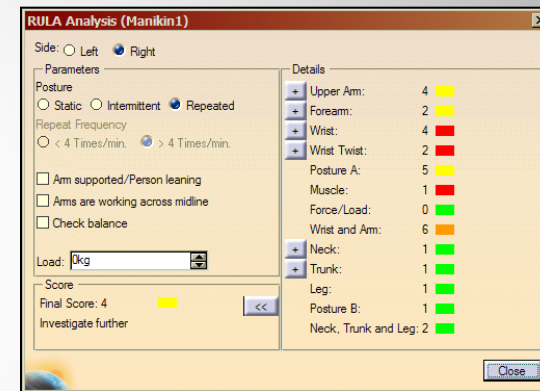 RULA Analysis (Manikin1)
Side: Left Right
Parameters
Posture
Static Intermittent Repeated
Repeat Frequency
< 4 Times/min. > 4 Times/min.
Arm supported/Person leaning
Arms are working across midline
Check balance
Load: 0kg
Score
Final Score: 4
<<
Investigate further
Details
+ Upper Arm: 4
+ Forearm: 2
+ Wrist: 4
+ Wrist Twist: 2
Posture A: 5
Muscle: 1
Force/Load: 0
Wrist and Arm: 6
+ Neck: 1
+ Trunk: 1
Leg: 1
Posture B: 1
Neck, Trunk and Leg: 2
Close